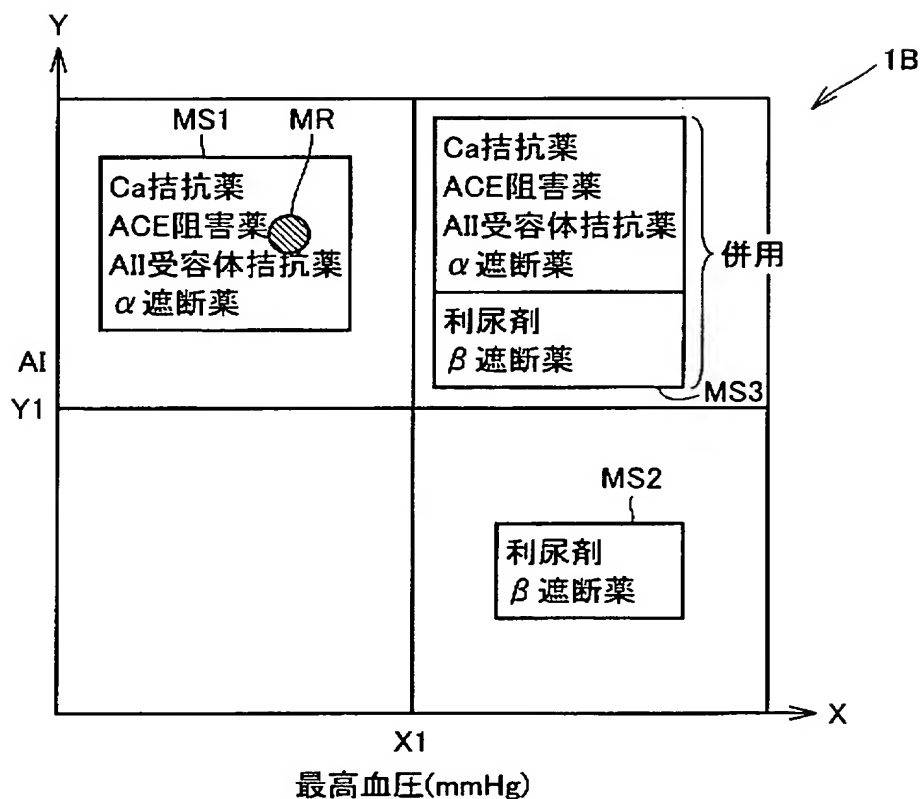 Y
1B
MS1
MR
Ca拮抗薬
ACE阻害薬
AII受容体拮抗薬
α遮断薬
Ca拮抗薬
ACE阻害薬
AII受容体拮抗薬
α遮断薬
利尿剤
β遮断薬
併用
MS3
AI
Y1
MS2
利尿剤
β遮断薬
X
X1
最高血圧(mmHg)